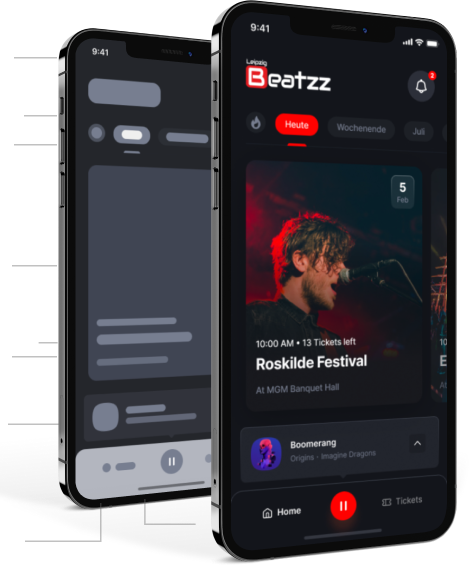 9:41
9:41
Leipzig
Beatzz
2
Heute
Wochenende
Juli
5
Feb
10:00 AM • 13 Tickets left
Roskilde Festival
At MGM Banquet Hall
10
E
Boomerang
Origins - Imagine Dragons
Home
Tickets